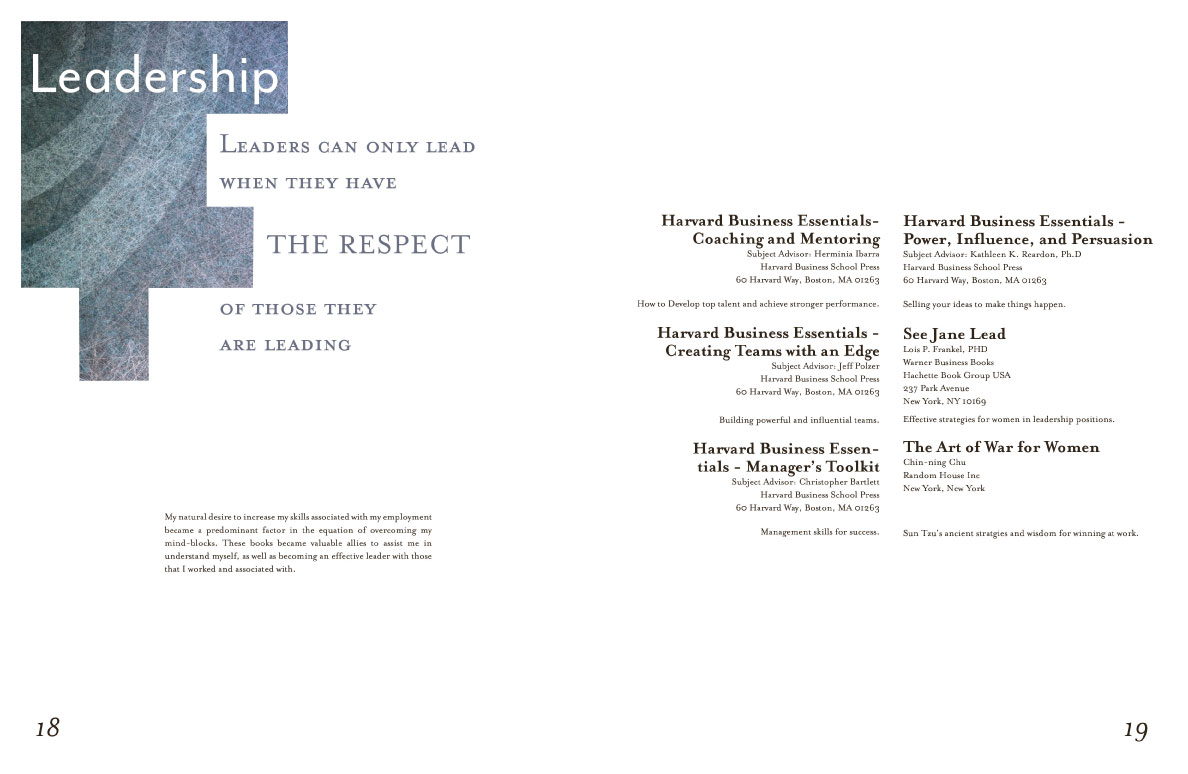 Leadership
Leaders can only lead
when they have
THE RESPECT
of those they
are leading
My natural desire to increase my skills associated with my employment
became a predominant factor in the equation of overcoming my
mind-blocks. These books became valuable allies to assist me in
understand myself, as well as becoming an effective leader with those
that I worked and associated with.
18
Harvard Business Essentials-
Coaching and Mentoring
Subject Advisor: Herminia Ibarra
Harvard Business School Press
60 Harvard Way, Boston, MA 01263
How to Develop top talent and achieve stronger performance.
Harvard Business Essentials -
Creating Teams with an Edge
Subject Advisor: Jeff Polzer
Harvard Business School Press
60 Harvard Way, Boston, MA 01263
Building powerful and influential teams.
Harvard Business Essen-
tials - Manager's Toolkit
Subject Advisor: Christopher Bartlett
Harvard Business School Press
60 Harvard Way, Boston, MA 01263
Management skills for success.
Harvard Business Essentials -
Power, Influence, and Persuasion
Subject Advisor: Kathleen K. Reardon, Ph.D
Harvard Business School Press
60 Harvard Way, Boston, MA 01263
Selling your ideas to make things happen.
See Jane Lead
Lois P. Frankel, PHD
Warner Business Books
Hachette Book Group USA
237 Park Avenue
New York, NY 10169
Effective strategies for women in leadership positions.
The Art of War for Women
Chin-ning Chu
Random House Inc
New York, New York
Sun Tzu's ancient stratgies and wisdom for winning at work.
19